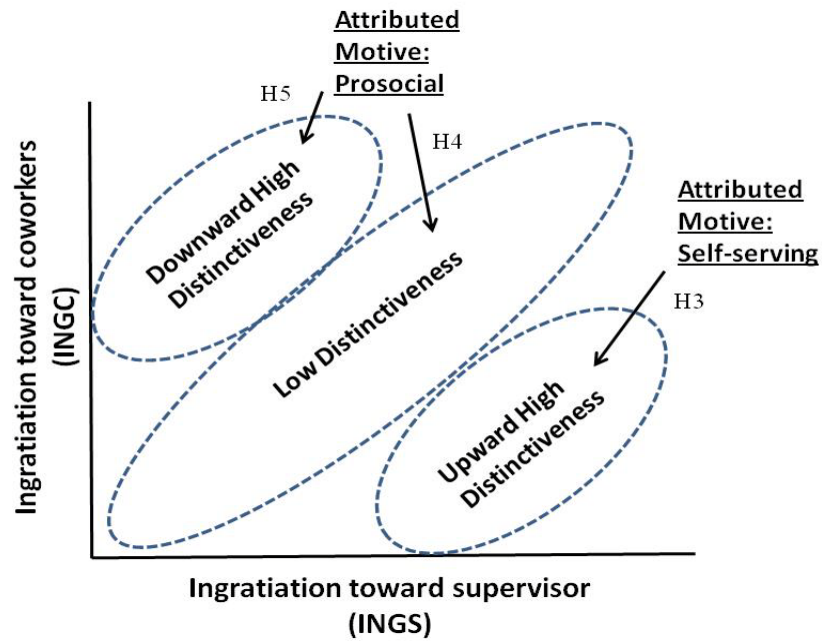 Attributed
Motive:
Prosocial
H5
H4
Attributed
Motive:
Self-serving
H3
Downward High
Distinctiveness
Low Distinctiveness
Upward High
Distinctiveness
Ingratiation toward coworkers
(INGC)
Ingratiation toward supervisor
(INGS)